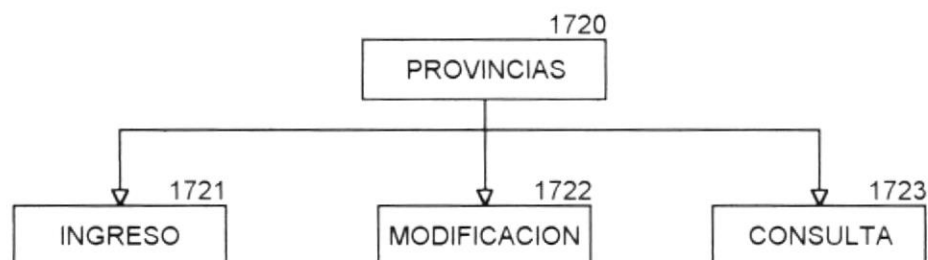 1720
PROVINCIAS
1721 1722 1723
INGRESO MODIFICACION CONSULTA